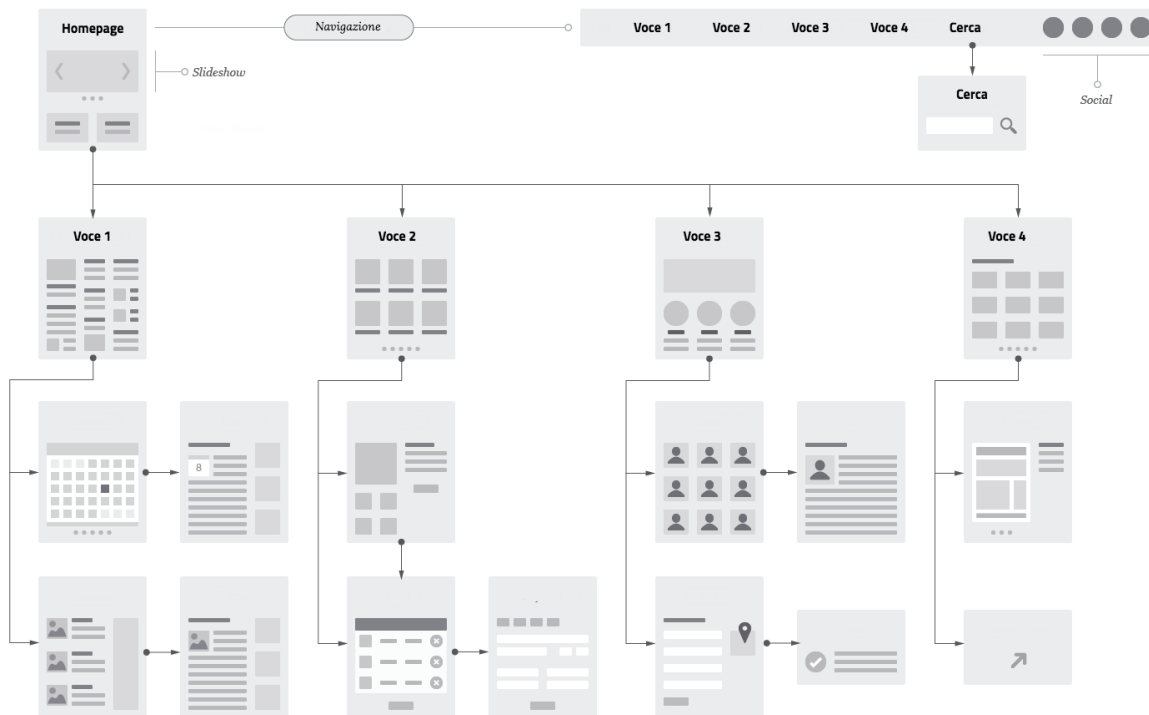 Homepage
Navigazione
Voce 1 Voce 2 Voce 3 Voce 4 Cerca
Slideshow
Cerca
Social
Voce 1
Voce 2
Voce 3
Voce 4
8